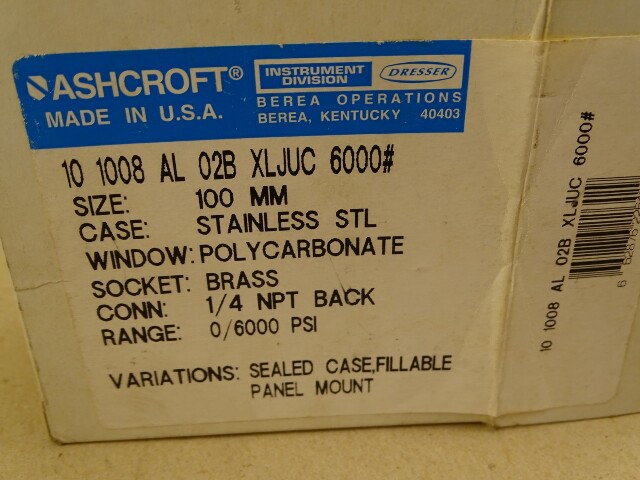 ASHCROFT®
MADE IN U.S.A.
INSTRUMENT
DIVISION
DRESSER
BEREA OPERATIONS
BEREA, KENTUCKY 40403
10 1008 AL 02B XLJUC 6000#
SIZE: 100 MM
CASE: STAINLESS STL
WINDOW: POLYCARBONATE
SOCKET: BRASS
CONN: 1/4 NPT BACK
RANGE: 0/6000 PSI
VARIATIONS: SEALED CASE,FILLABLE
PANEL MOUNT
10 1008 AL 02B XLJUC 6000#